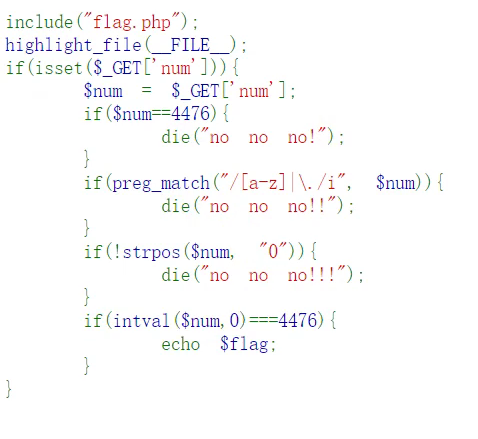 include("flag.php");
highlight_file(__FILE__);
if(isset($_GET['num'])){
$num = $_GET['num'];
if($num==4476){
die("no no no!");
}
if(preg_match("/[a-z]|\./i", $num)){
die("no no no!!");
}
if(!strpos($num, "0")){
die("no no no!!!");
}
if(intval($num,0)===4476){
echo $flag;
}
}